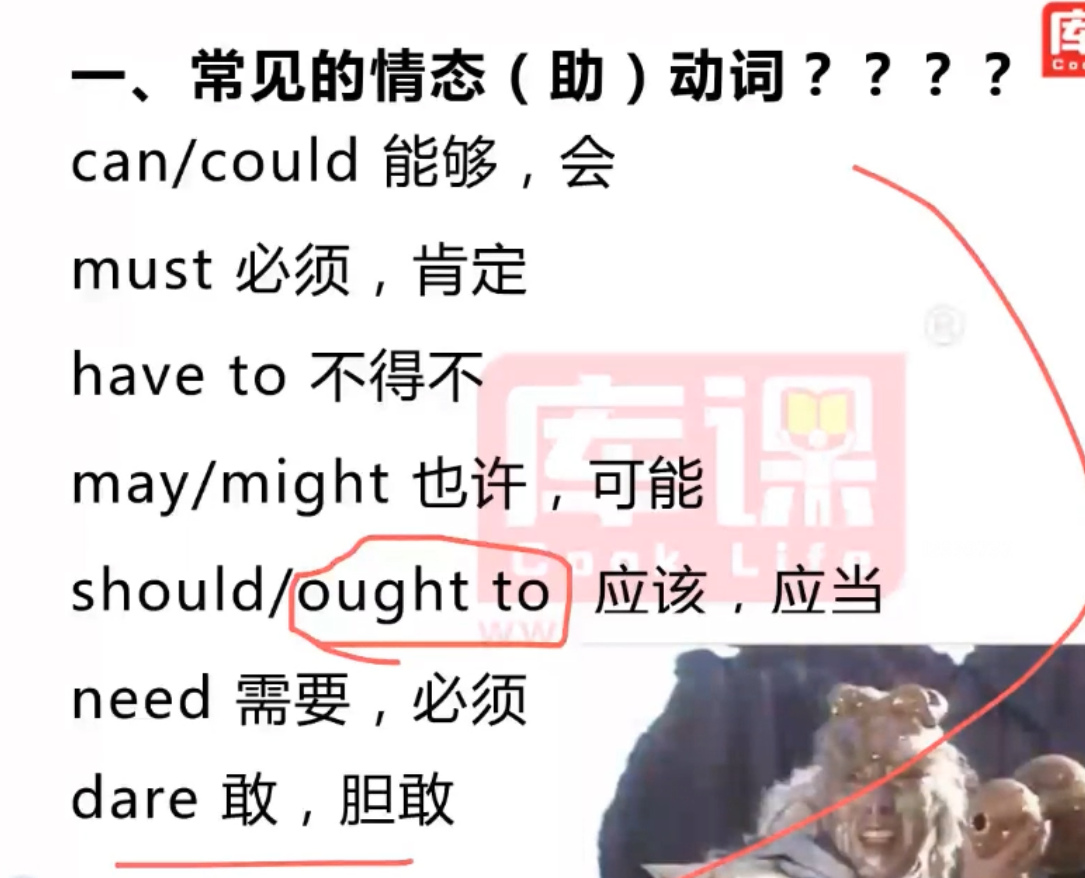 一、常见的情态（助）动词？？？？
can/could 能够，会
must 必须，肯定
have to 不得不
may/might 也许，可能
should/ought to 应该，应当
need 需要，必须
dare 敢，胆敢
库课
Cook Life